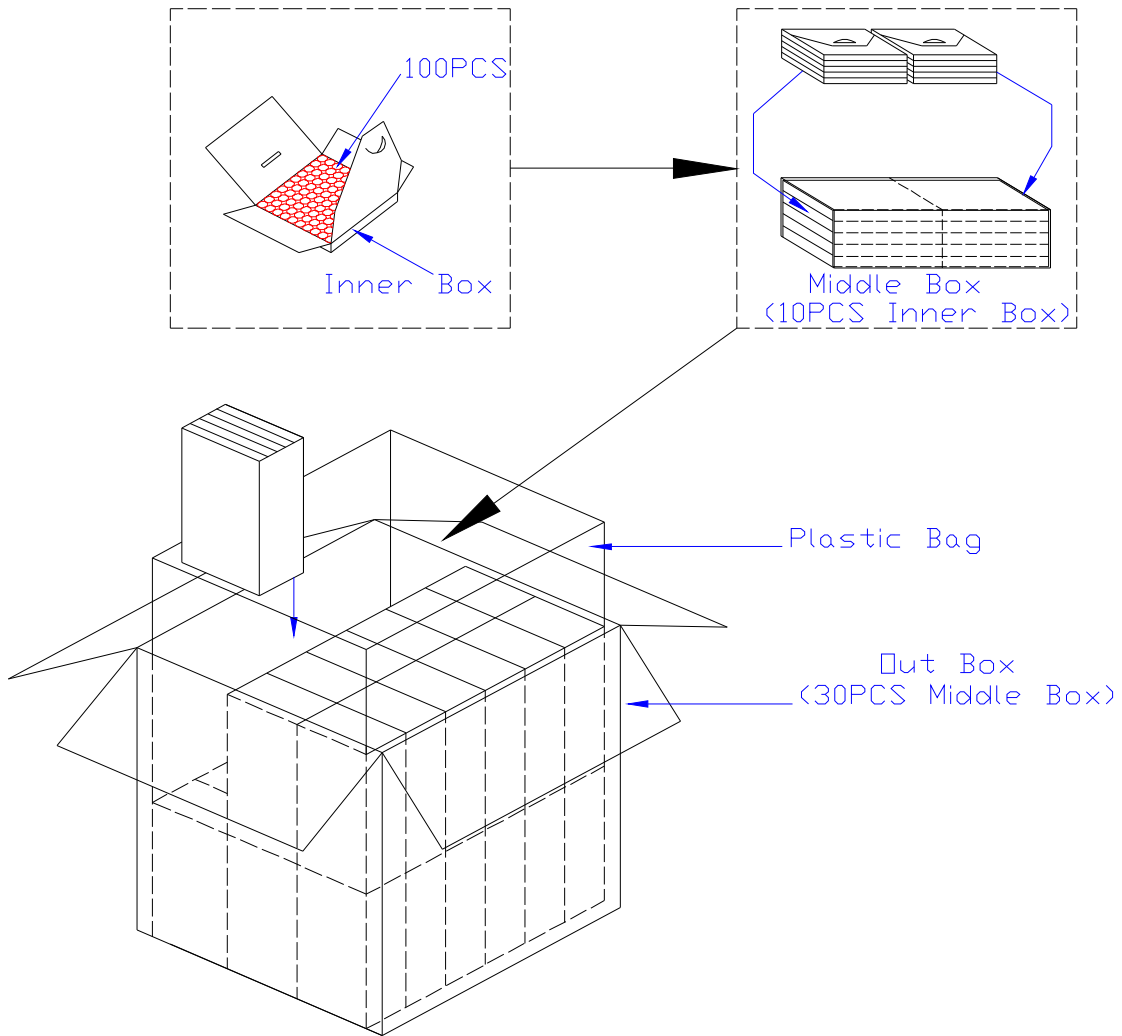 100PCS
Inner Box
Middle Box
(10PCS Inner Box)
Plastic Bag
Out Box
(30PCS Middle Box)